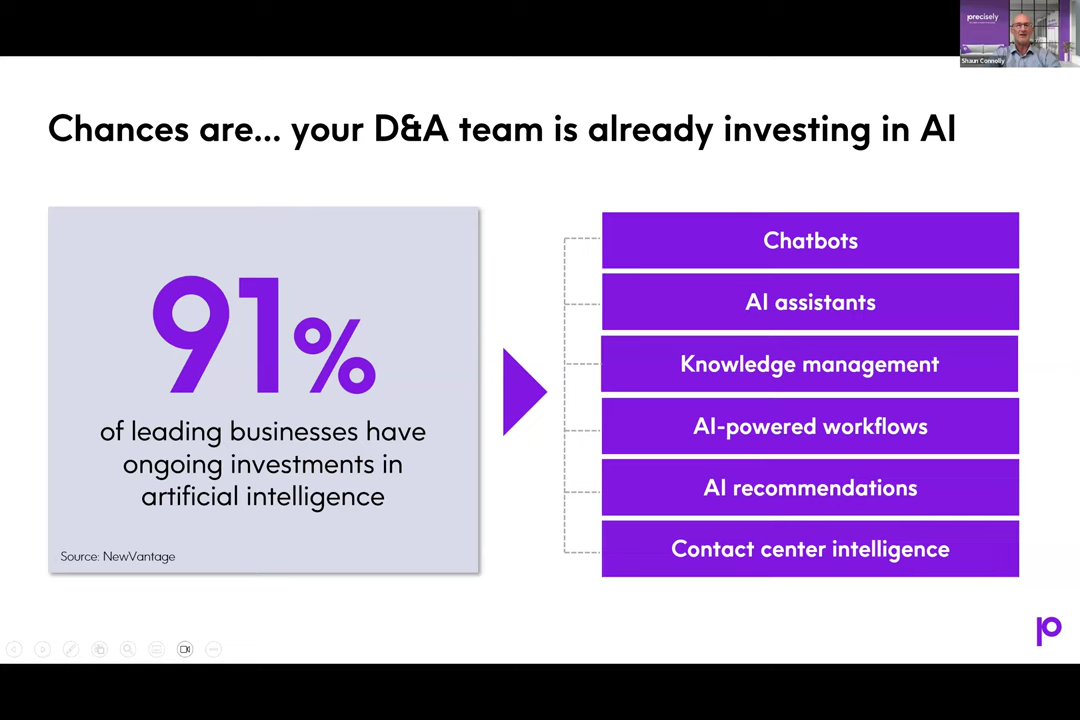 precisely
Shaun Connolly
Chances are... your D&A team is already investing in AI
91%
of leading businesses have
ongoing investments in
artificial intelligence
Source: NewVantage
Chatbots
AI assistants
Knowledge management
AI-powered workflows
AI recommendations
Contact center intelligence
p